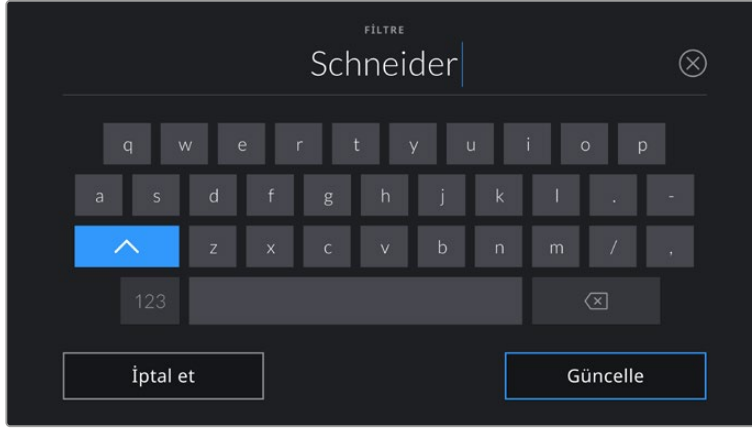 FİLTRE
Schneider
q w e r t y u i o p
a s d f g h j k l . -
z x c v b n m / ,
123
İptal et Güncelle